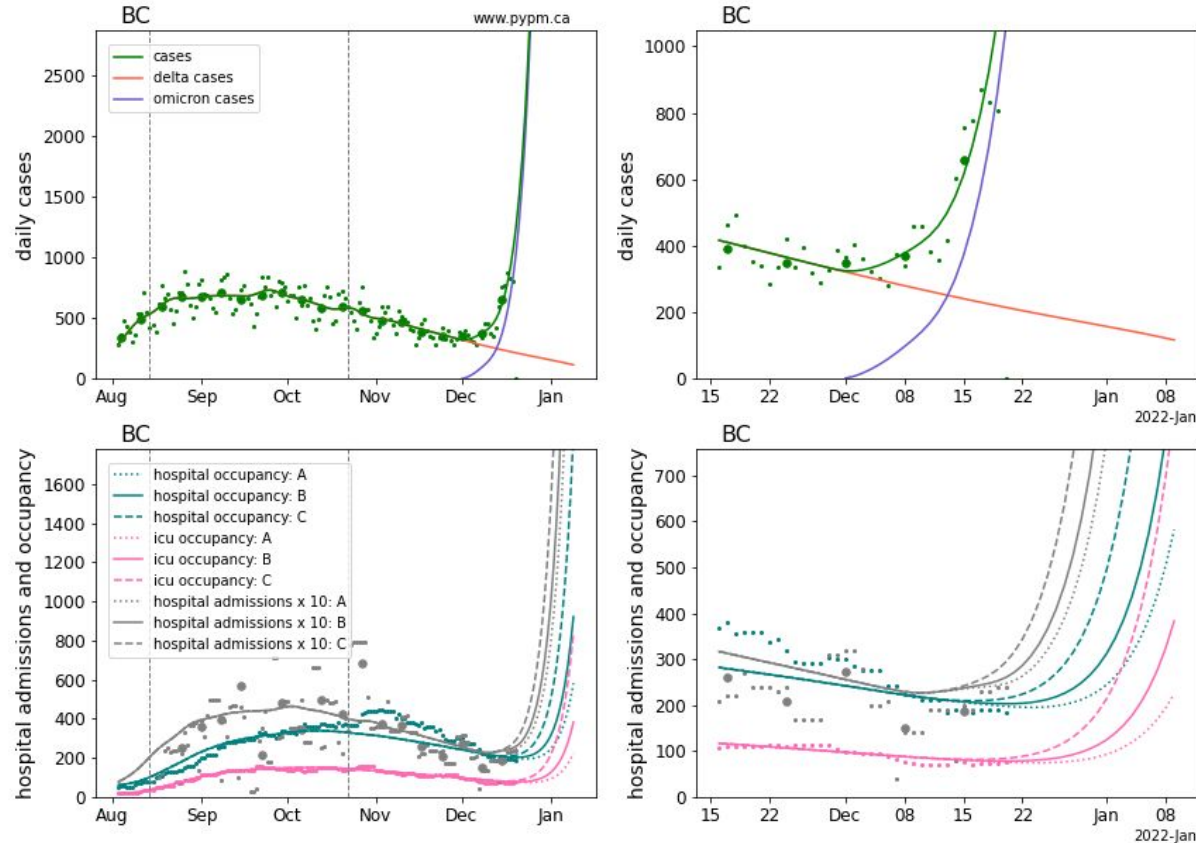 BC
www.pypm.ca
cases
delta cases
omicron cases
daily cases
2500
2000
1500
1000
500
0
Aug Sep Oct Nov Dec Jan
BC
daily cases
1000
800
600
400
200
0
15 22 Dec 08 15 22 Jan 08
2022-Jan
BC
hospital occupancy: A
hospital occupancy: B
hospital occupancy: C
icu occupancy: A
icu occupancy: B
icu occupancy: C
hospital admissions x 10: A
hospital admissions x 10: B
hospital admissions x 10: C
hospital admissions and occupancy
1600
1400
1200
1000
800
600
400
200
0
Aug Sep Oct Nov Dec Jan
BC
hospital admissions and occupancy
700
600
500
400
300
200
100
0
15 22 Dec 08 15 22 Jan 08
2022-Jan